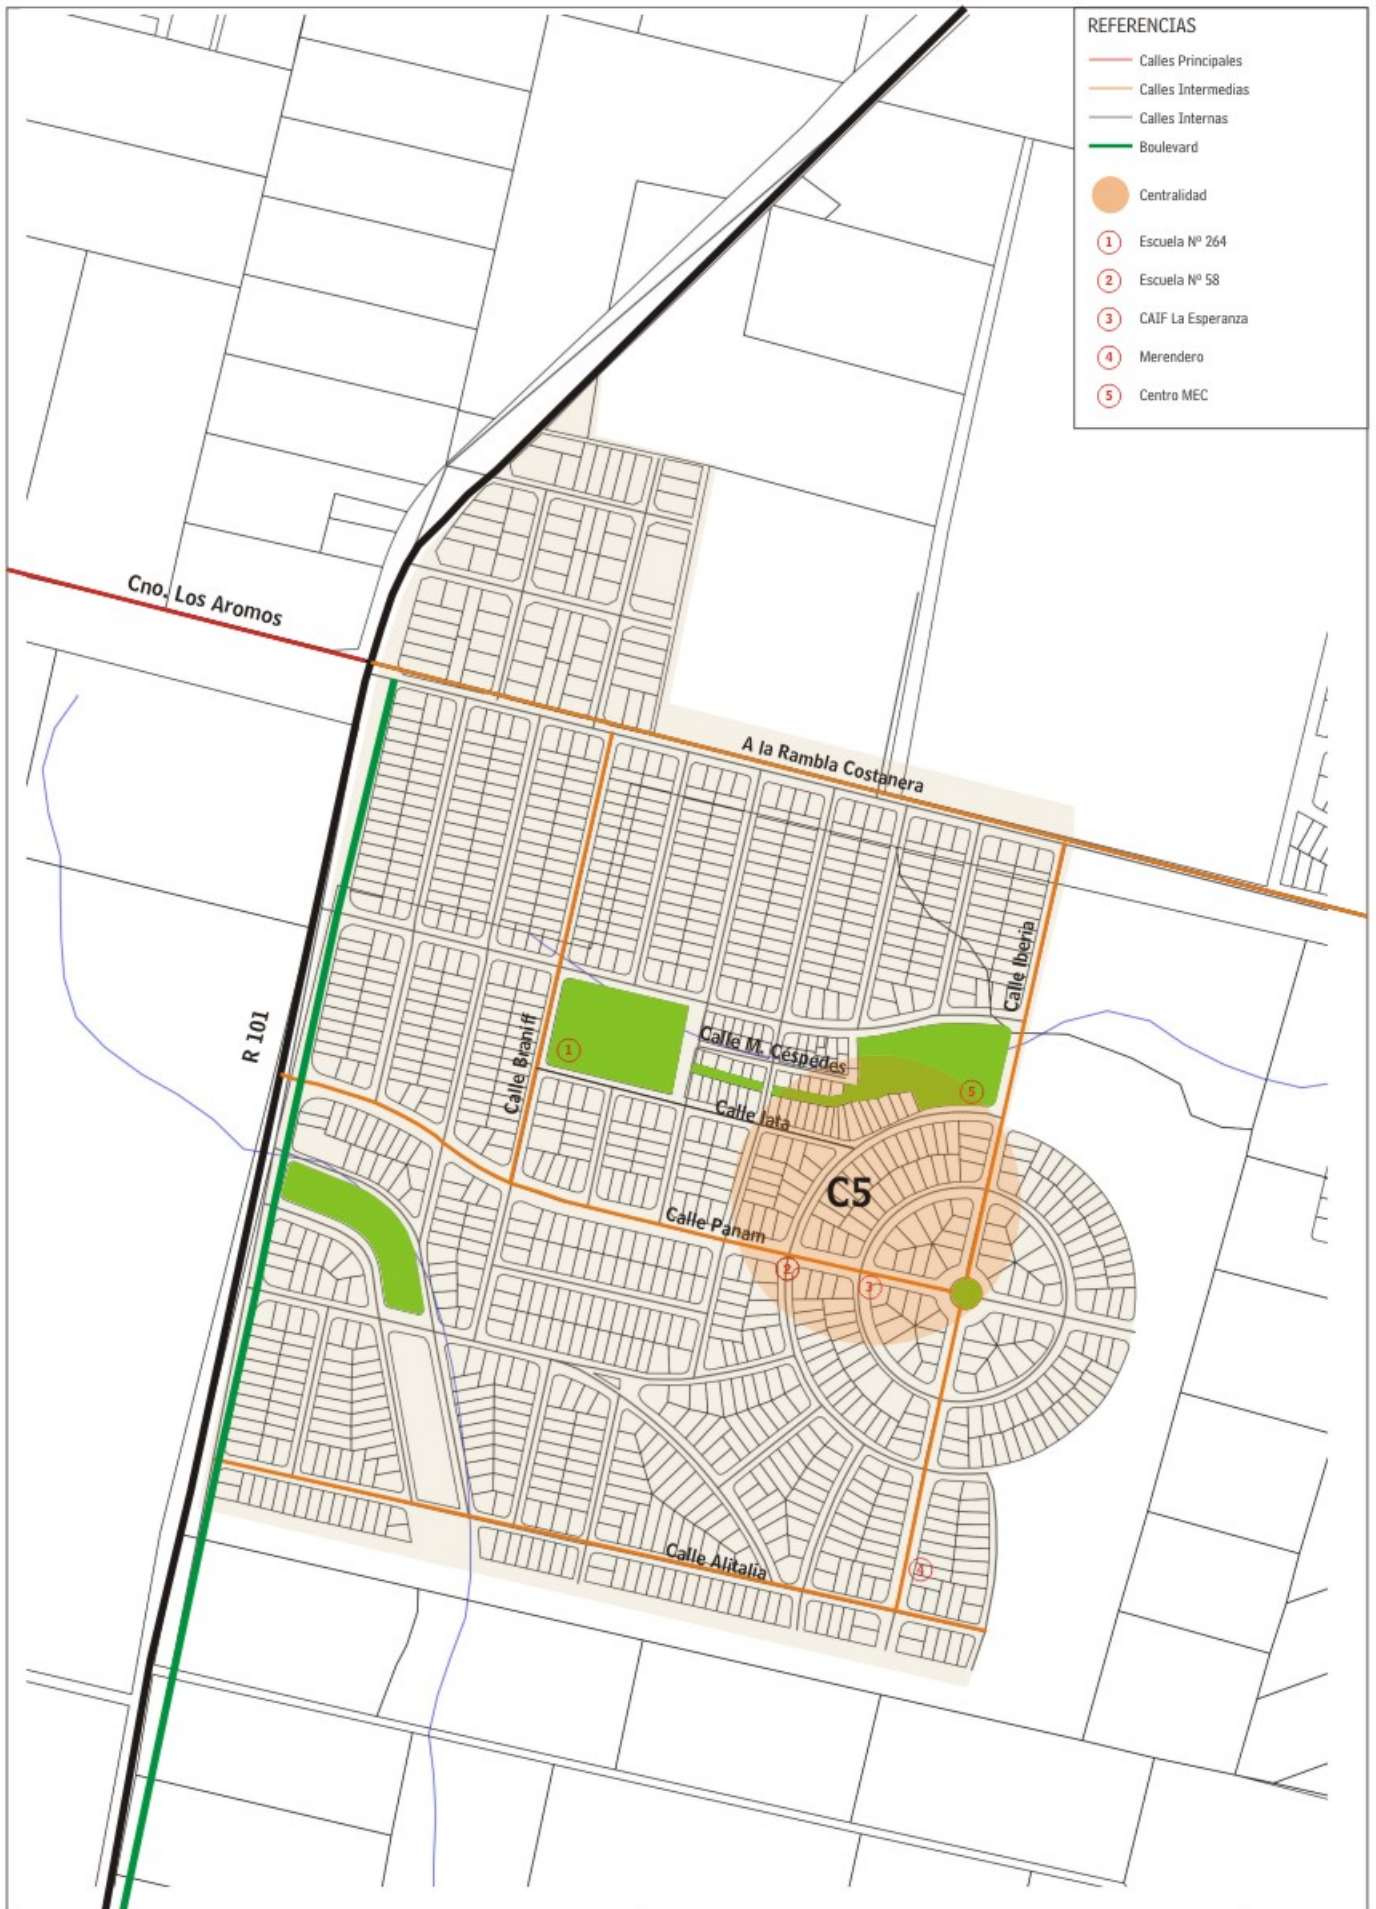 REFERENCIAS
Calles Principales
Calles Intermedias
Calles Internas
Boulevard
Centralidad
1 Escuela Nº 264
2 Escuela Nº 58
3 CAIF La Esperanza
4 Merendero
5 Centro MEC
Cno. Los Aromos
A la Rambla Costanera
Calle Iberia
R 101
Calle Braniff
1
Calle M. Céspedes
5
Calle Iata
C5
Calle Panam
2
3
Calle Alitalia
4